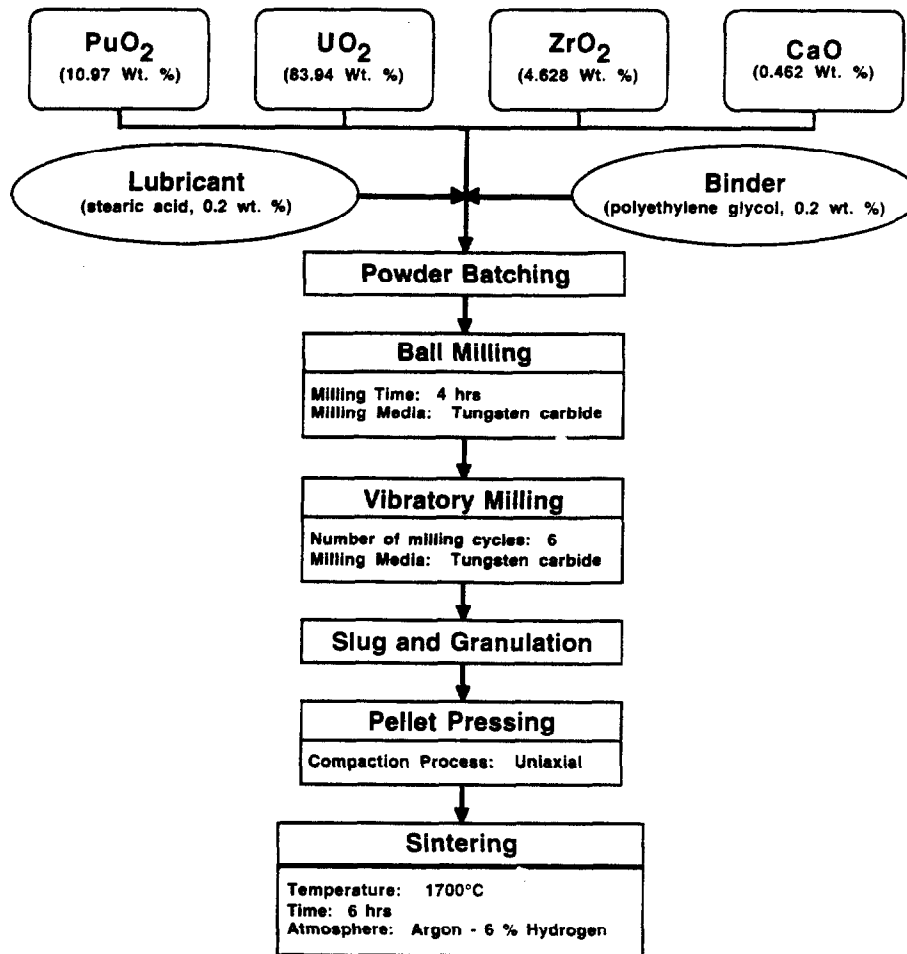 PuO2
(10.97 Wt. %)
UO2
(83.94 Wt. %)
ZrO2
(4.628 Wt. %)
CaO
(0.462 Wt. %)
Lubricant
(stearic acid, 0.2 wt. %)
Binder
(polyethylene glycol, 0.2 wt. %)
Powder Batching
Ball Milling
Milling Time: 4 hrs
Milling Media: Tungsten carbide
Vibratory Milling
Number of milling cycles: 6
Milling Media: Tungsten carbide
Slug and Granulation
Pellet Pressing
Compaction Process: Uniaxial
Sintering
Temperature: 1700°C
Time: 6 hrs
Atmosphere: Argon - 6 % Hydrogen